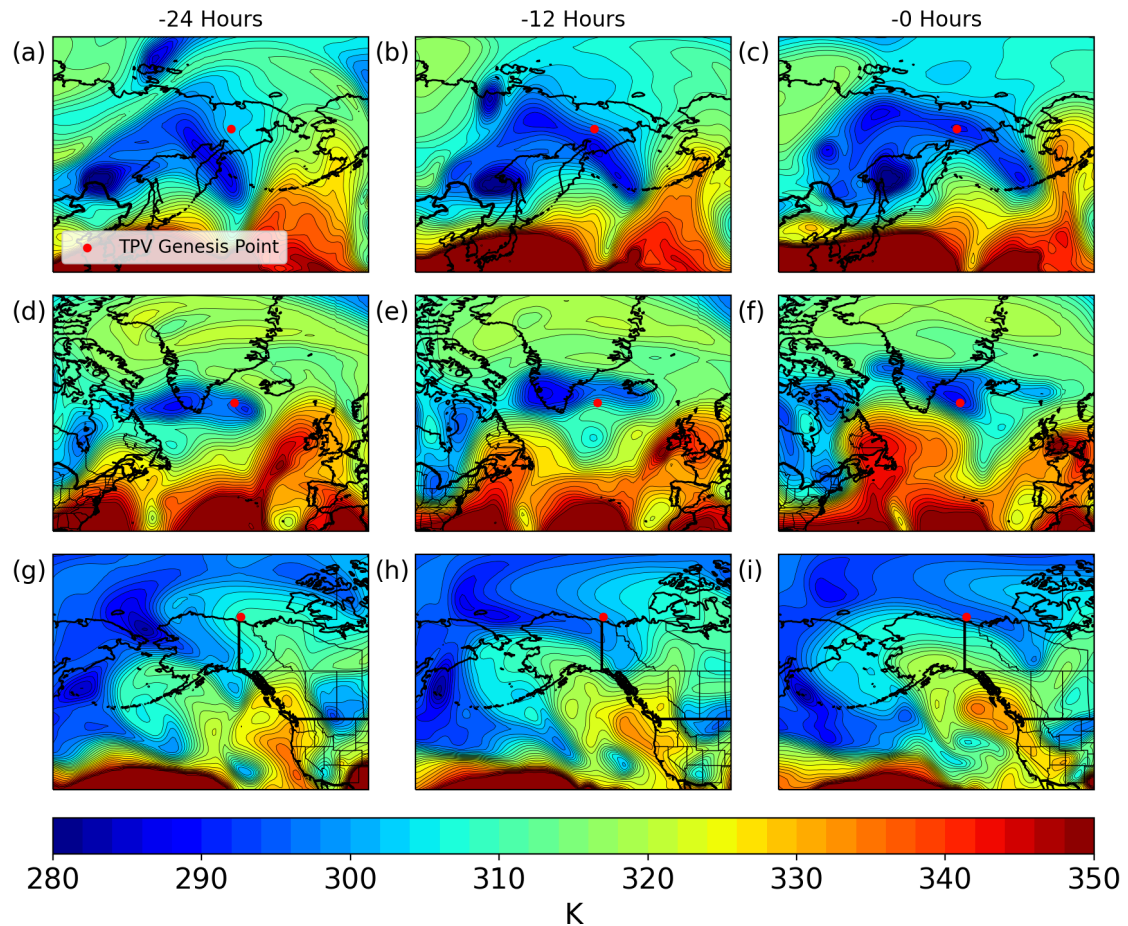 -24 Hours
-12 Hours
-0 Hours
(a)
(b)
(c)
TPV Genesis Point
(d)
(e)
(f)
(g)
(h)
(i)
280
290
300
310
320
330
340
350
K